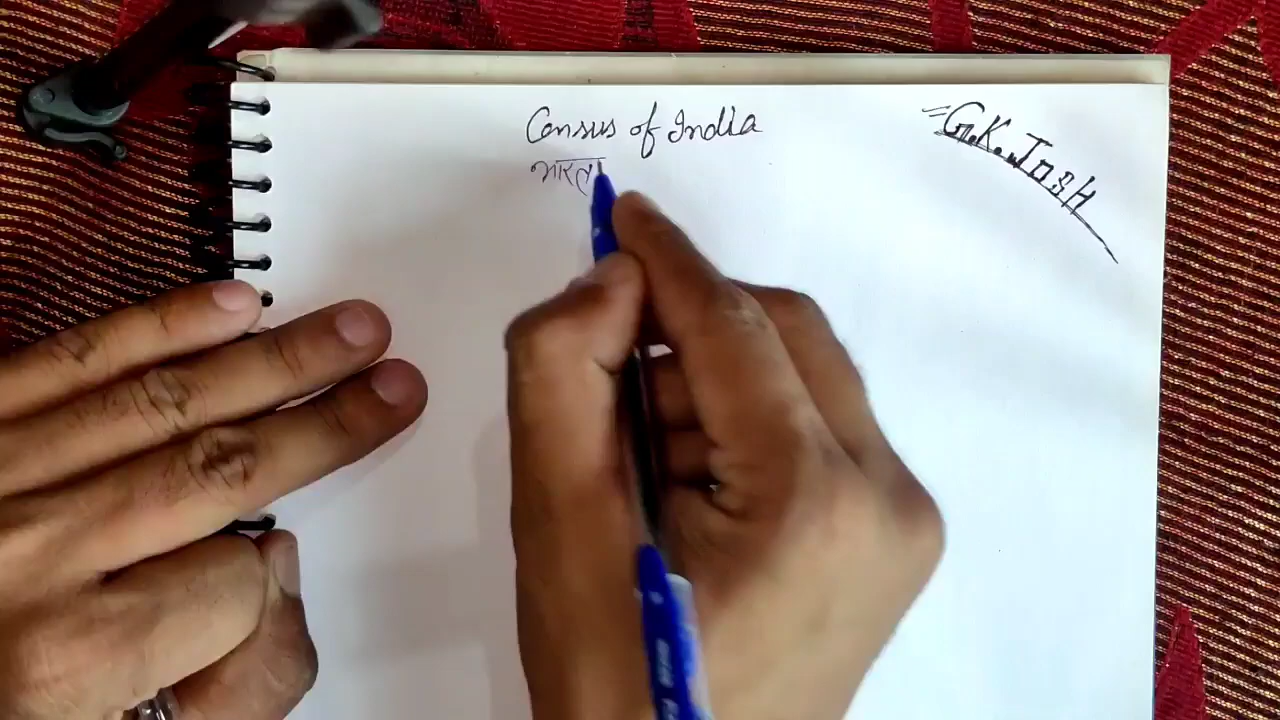 Census of India
भारत
G.K. JosH